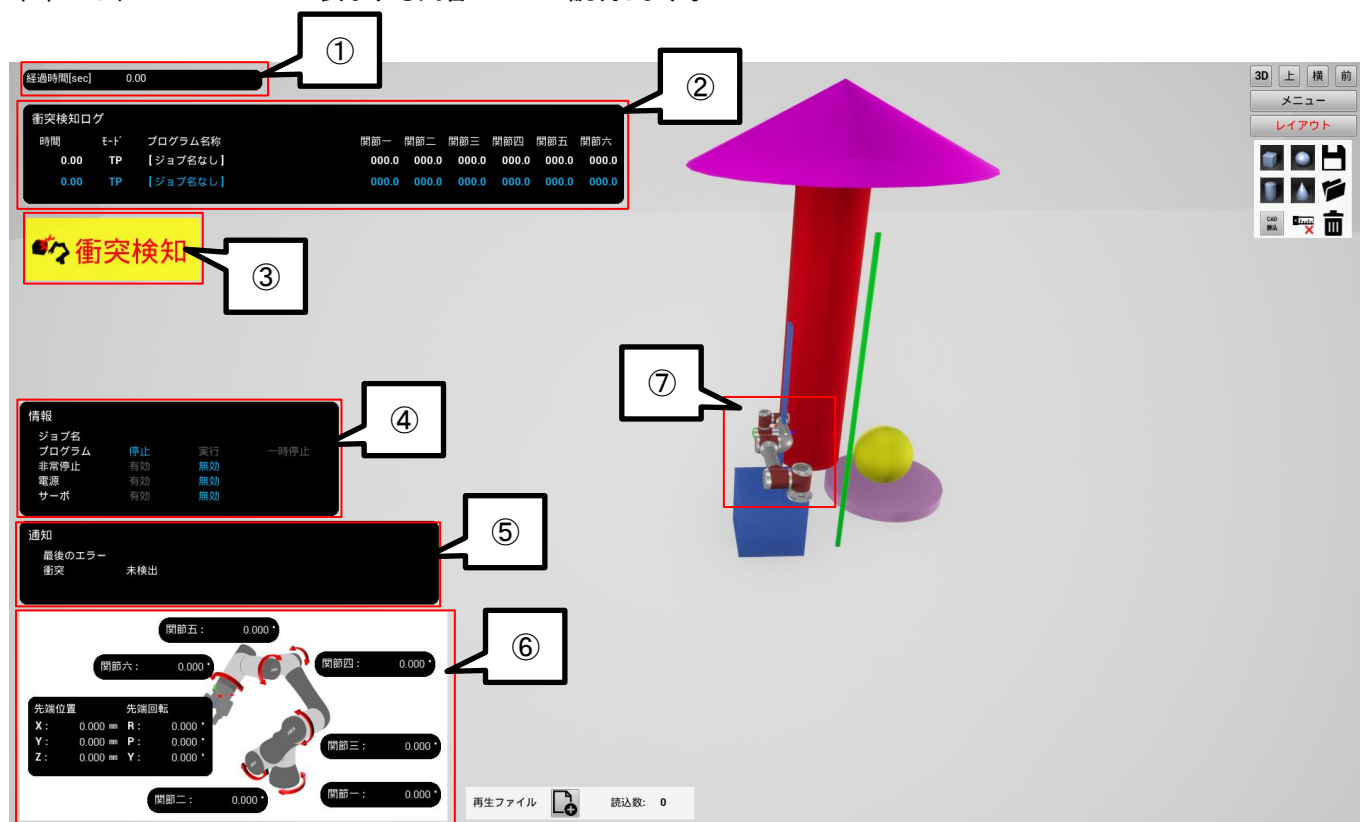 ①
経過時間[sec] 0.00
②
衝突検知ログ
時間 ﾓｰﾄﾞ プログラム名称 関節一 関節二 関節三 関節四 関節五 関節六
0.00 TP [ジョブ名なし] 000.0 000.0 000.0 000.0 000.0 000.0
0.00 TP [ジョブ名なし] 000.0 000.0 000.0 000.0 000.0 000.0
衝突検知
③
3D 上 横 前
メニュー
レイアウト
CAD
読込
⑦
④
情報
ジョブ名
プログラム 停止 実行 一時停止
非常停止 有効 無効
電源 有効 無効
サーボ 有効 無効
⑤
通知
最後のエラー
衝突 未検出
⑥
関節五: 0.000 °
関節六: 0.000 °
関節四: 0.000 °
先端位置 先端回転
X: 0.000 mm R: 0.000 °
Y: 0.000 mm P: 0.000 °
Z: 0.000 mm Y: 0.000 °
関節三: 0.000 °
関節二: 0.000 °
関節一: 0.000 °
再生ファイル 読込数: 0